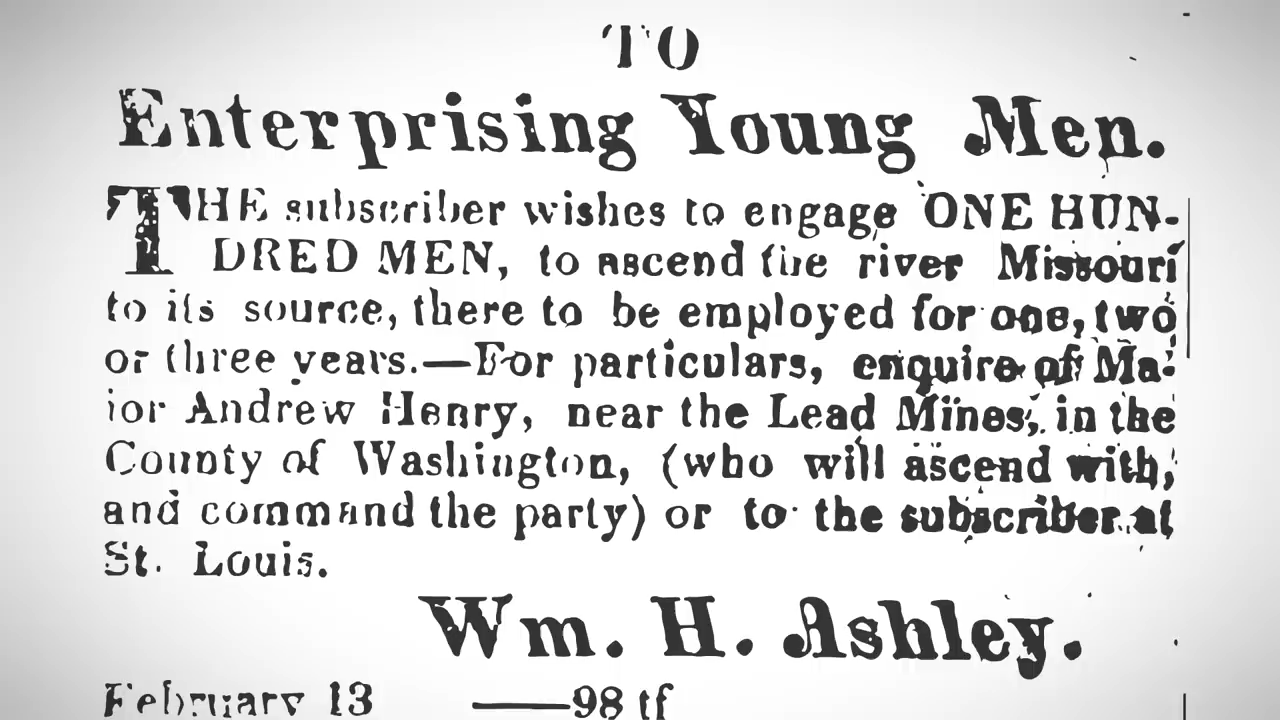 TO
Enterprising Young Men.
THE subscriber wishes to engage ONE HUN-
DRED MEN, to ascend the river Missouri
to its source, there to be employed for one, two
or three years.—For particulars, enquire of Ma-
jor Andrew Henry, near the Lead Mines, in the
County of Washington, (who will ascend with,
and command the party) or to the subscriber at
St. Louis.
Wm. H. Ashley.
February 13 ——98 tf